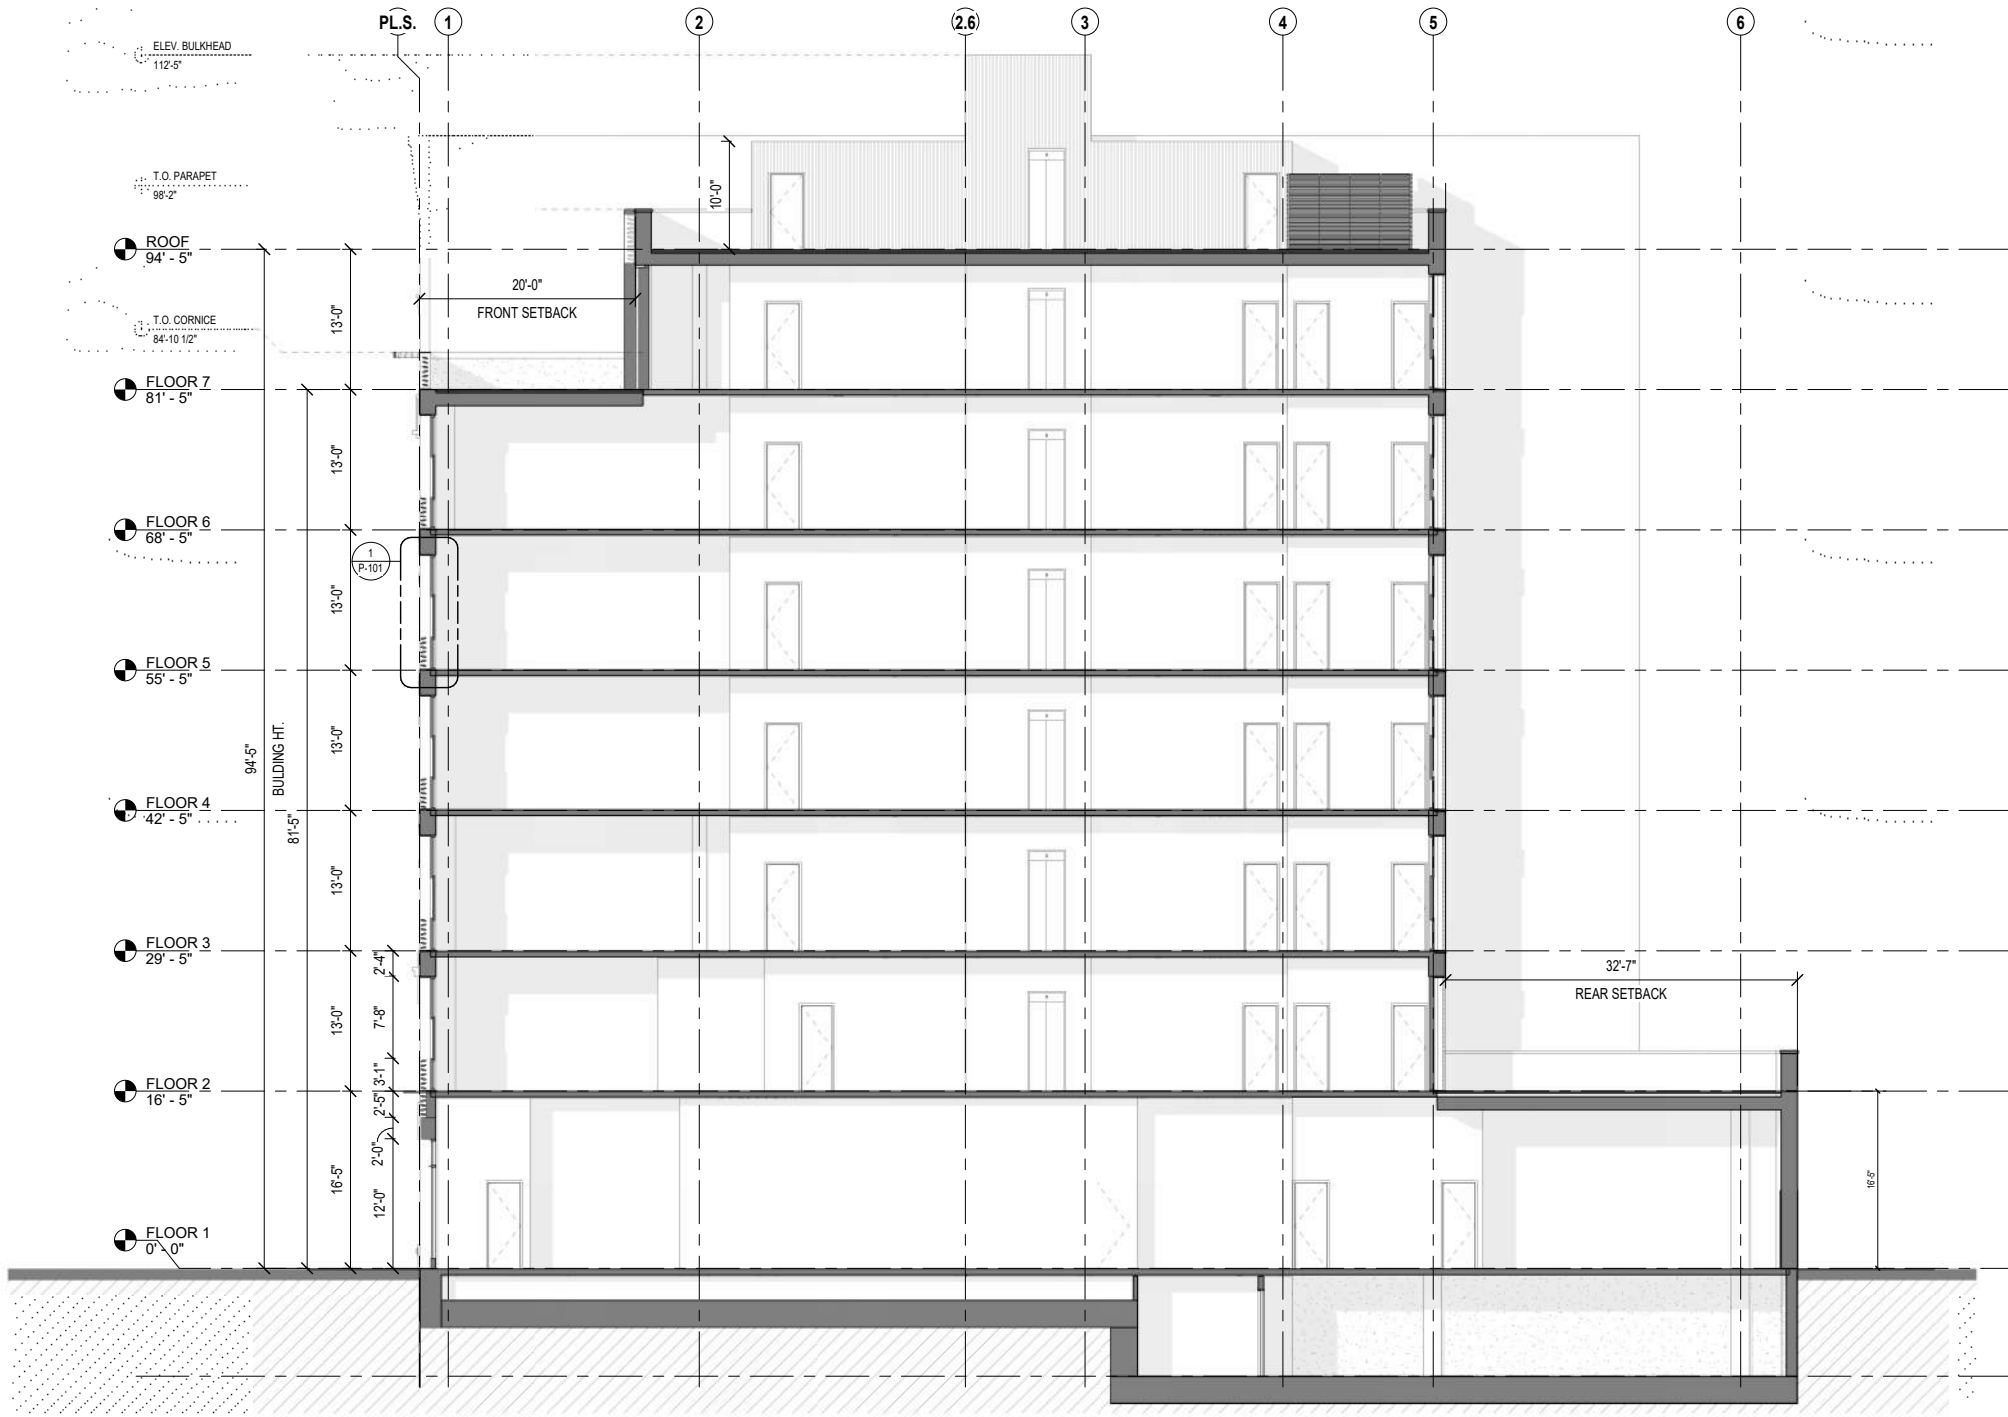 PL.S.
1
2
2.6
3
4
5
6
ELEV. BULKHEAD
112'-5"
T.O. PARAPET
98'-2"
10'-0"
ROOF
94' - 5"
20'-0"
FRONT SETBACK
13'-0"
T.O. CORNICE
84'-10 1/2"
FLOOR 7
81' - 5"
13'-0"
FLOOR 6
68' - 5"
1
P-101
13'-0"
FLOOR 5
55' - 5"
94'-5"
BULDING HT.
13'-0"
FLOOR 4
42' - 5"
81'-5"
13'-0"
FLOOR 3
29' - 5"
2'-4"
32'-7"
REAR SETBACK
13'-0"
7'-8"
3'-1"
FLOOR 2
16' - 5"
2'-5"
2'-0"
16'-5"
12'-0"
16'-5"
FLOOR 1
0' - 0"